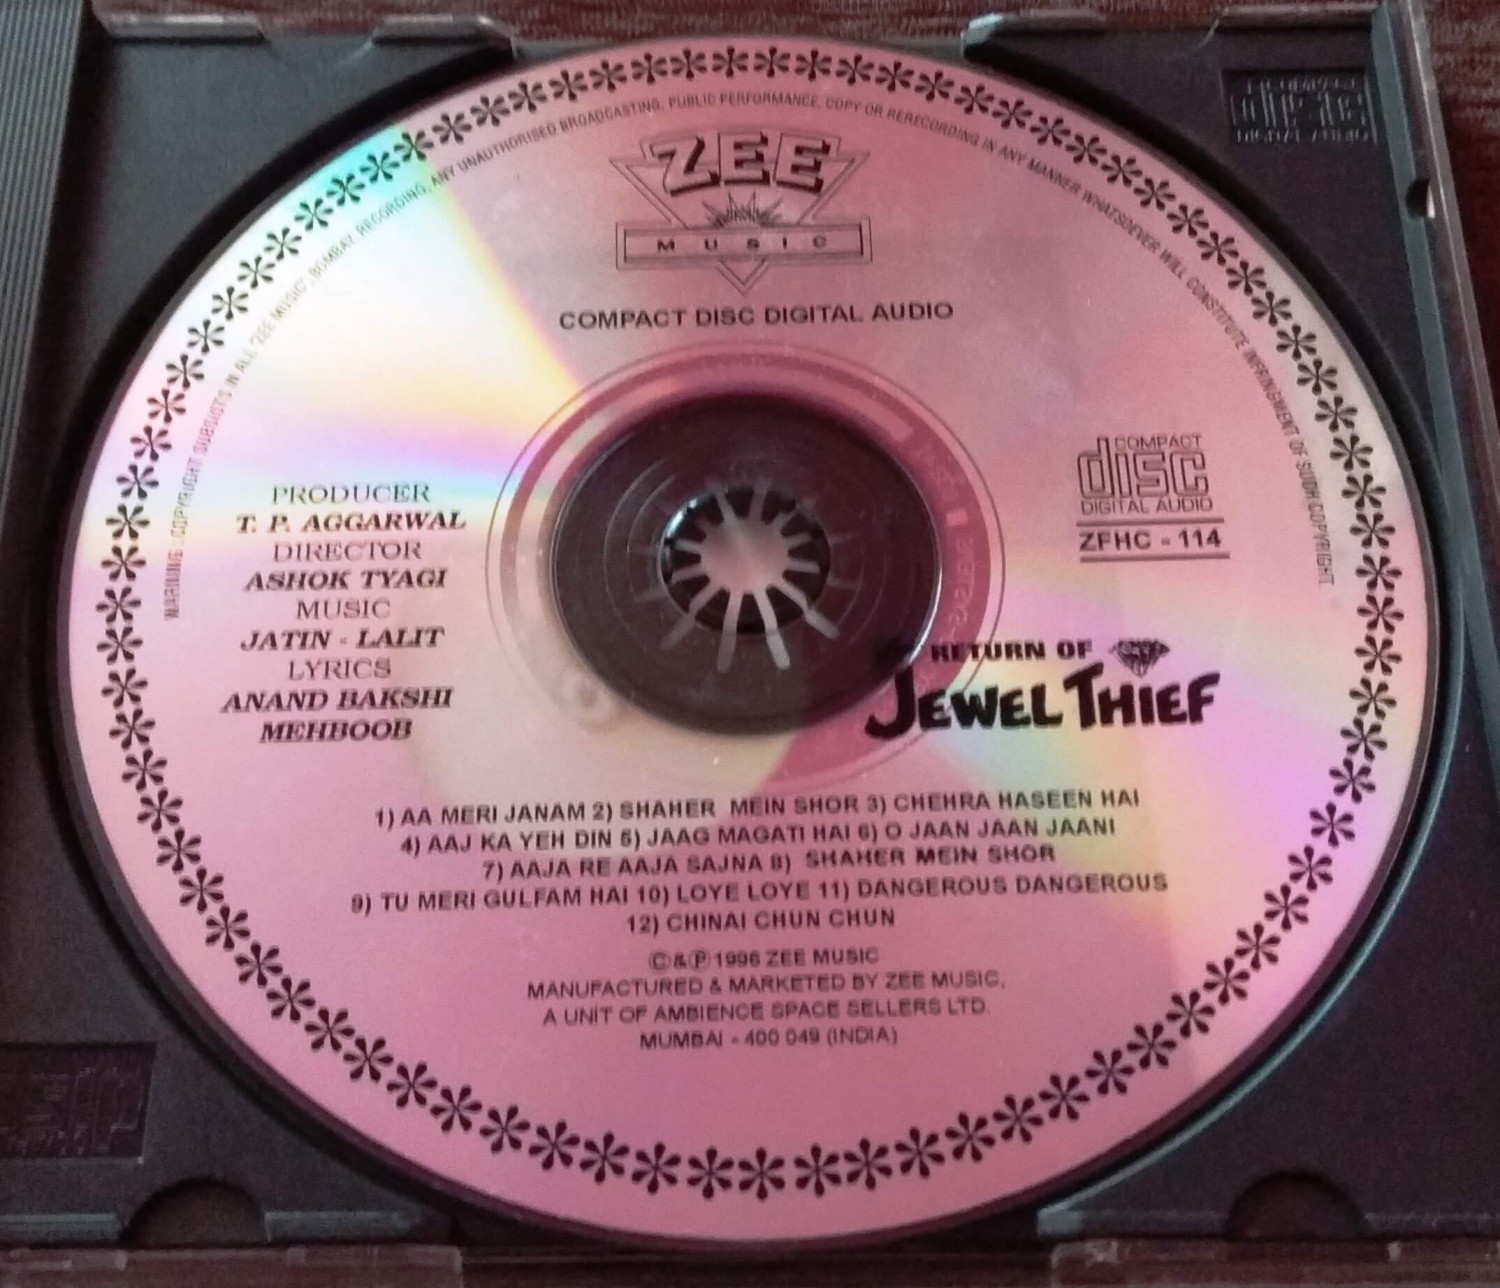 WARNING: COPYRIGHT SUBSISTS IN ALL 'ZEE MUSIC', BOMBAY, RECORDING, ANY UNAUTHORISED BROADCASTING, PUBLIC PERFORMANCE, COPY OR RERECORDING IN ANY MANNER WHATSOEVER WILL CONSTITUTE INFRINGMENT OF SUCH COPYRIGHT.
ZEE
MUSIC
COMPACT DISC DIGITAL AUDIO
COMPACT
disc
DIGITAL AUDIO
ZFHC - 114
PRODUCER
T. P. AGGARWAL
DIRECTOR
ASHOK TYAGI
MUSIC
JATIN - LALIT
LYRICS
ANAND BAKSHI
MEHBOOB
RETURN OF
JEWEL THIEF
1) AA MERI JANAM 2) SHAHER MEIN SHOR 3) CHEHRA HASEEN HAI
4) AAJ KA YEH DIN 5) JAAG MAGATI HAI 6) O JAAN JAAN JAANI
7) AAJA RE AAJA SAJNA 8) SHAHER MEIN SHOR
9) TU MERI GULFAM HAI 10) LOYE LOYE 11) DANGEROUS DANGEROUS
12) CHINAI CHUN CHUN
©&℗1996 ZEE MUSIC
MANUFACTURED & MARKETED BY ZEE MUSIC,
A UNIT OF AMBIENCE SPACE SELLERS LTD.
MUMBAI - 400 049 (INDIA)
COMPACT
disc
DIGITAL AUDIO